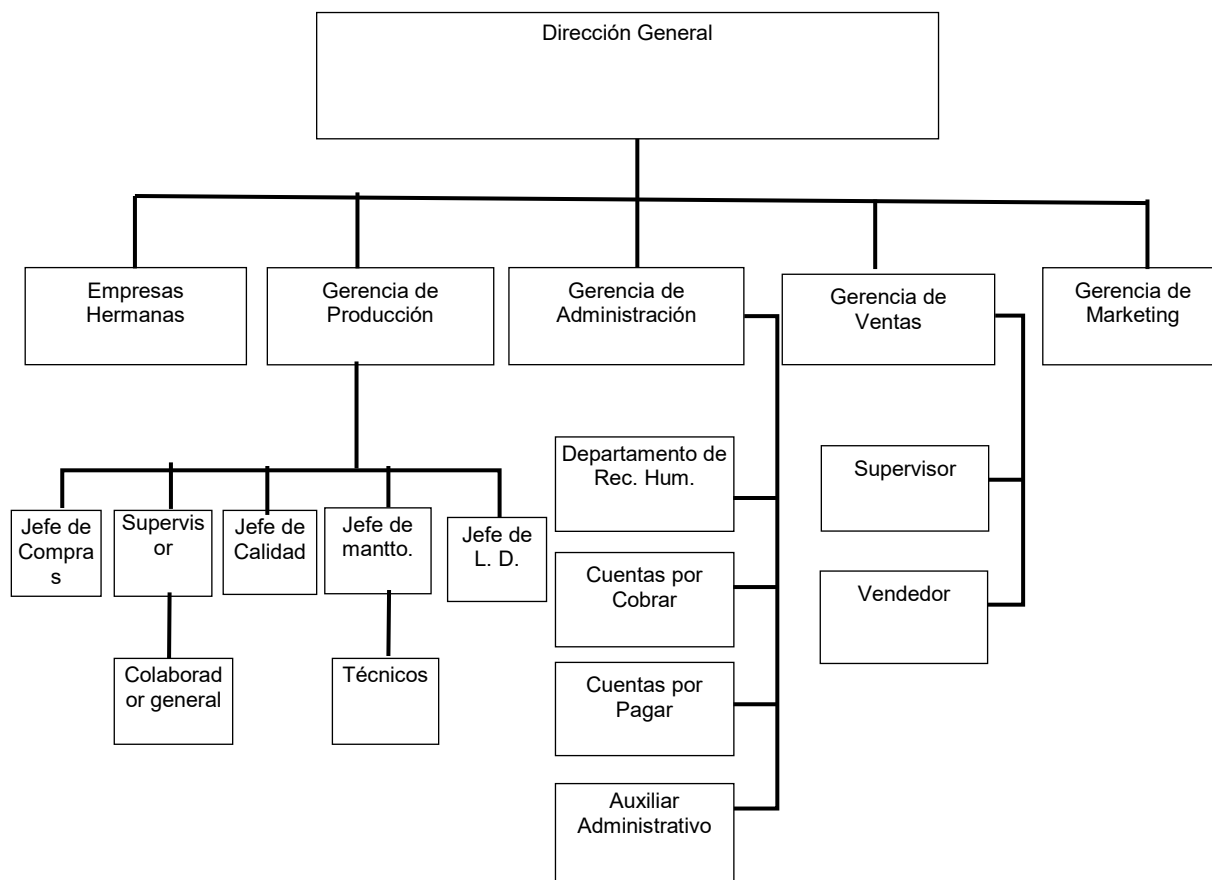 Dirección General
Empresas
Hermanas
Gerencia de
Producción
Gerencia de
Administración
Gerencia de
Ventas
Gerencia de
Marketing
Jefe de
Compra
s
Supervis
or
Jefe de
Calidad
Jefe de
mantto.
Jefe de
L. D.
Colaborad
or general
Técnicos
Departamento de
Rec. Hum.
Cuentas por
Cobrar
Cuentas por
Pagar
Auxiliar
Administrativo
Supervisor
Vendedor